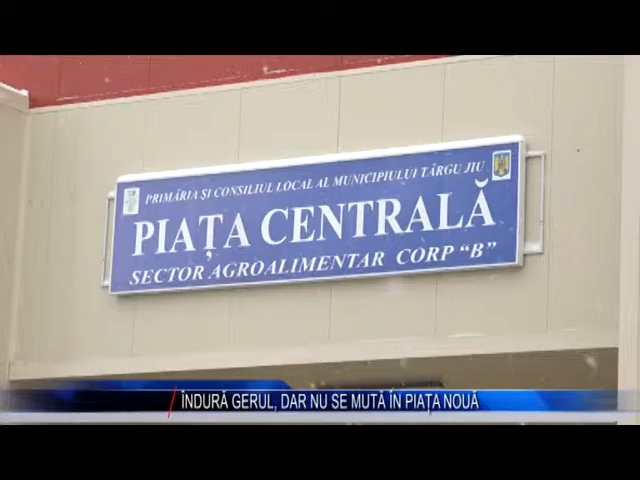 PRIMĂRIA ȘI CONSILIUL LOCAL AL MUNICIPIULUI TÂRGU JIU
PIAȚA CENTRALĂ
SECTOR AGROALIMENTAR CORP "B"
ÎNDURĂ GERUL, DAR NU SE MUTĂ ÎN PIAȚA NOUĂ